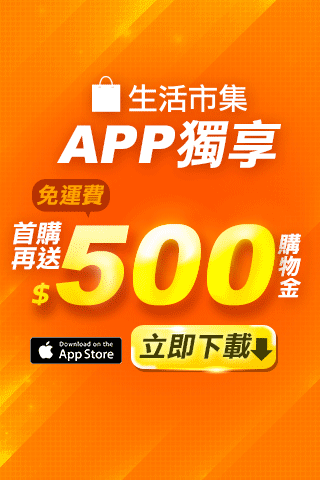 生活市集
APP獨享
免運費
首購
再送
$500
購物金
Download on the
App Store
立即下載